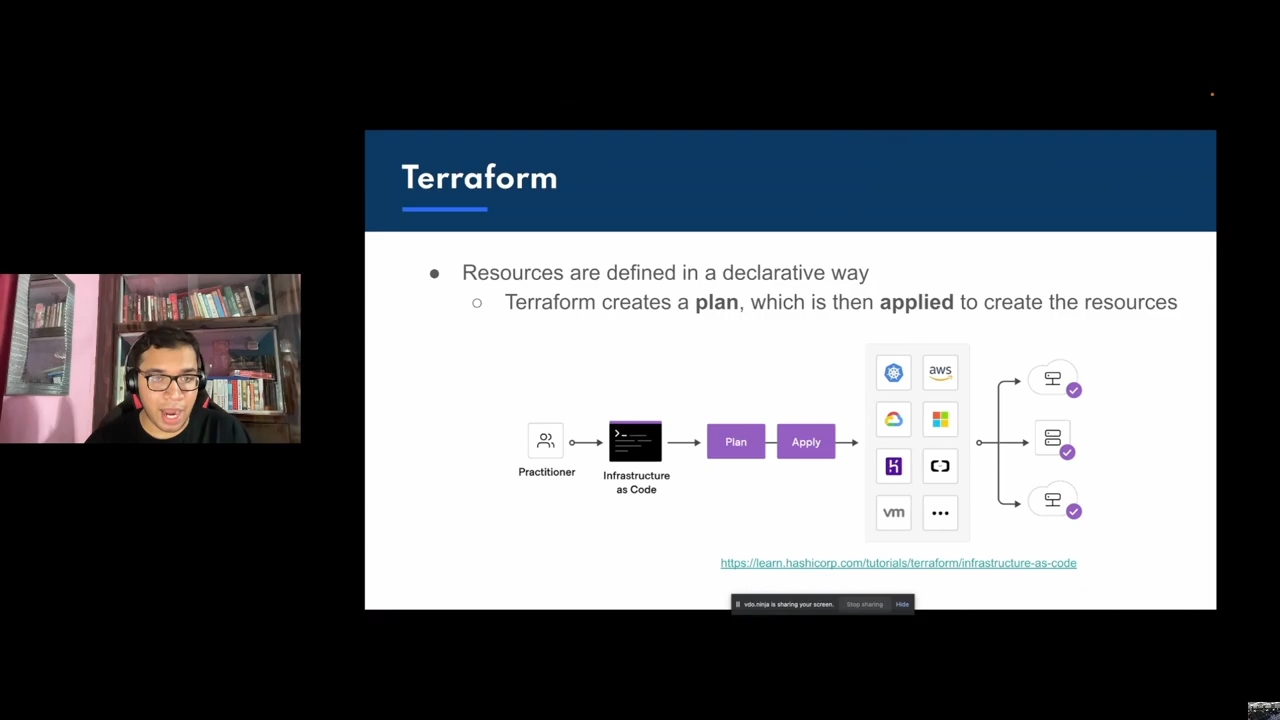 Terraform
● Resources are defined in a declarative way
○ Terraform creates a plan, which is then applied to create the resources
aws
Practitioner
Infrastructure
as Code
Plan
Apply
vm
https://learn.hashicorp.com/tutorials/terraform/infrastructure-as-code
vdo.ninja is sharing your screen.
Stop sharing
Hide